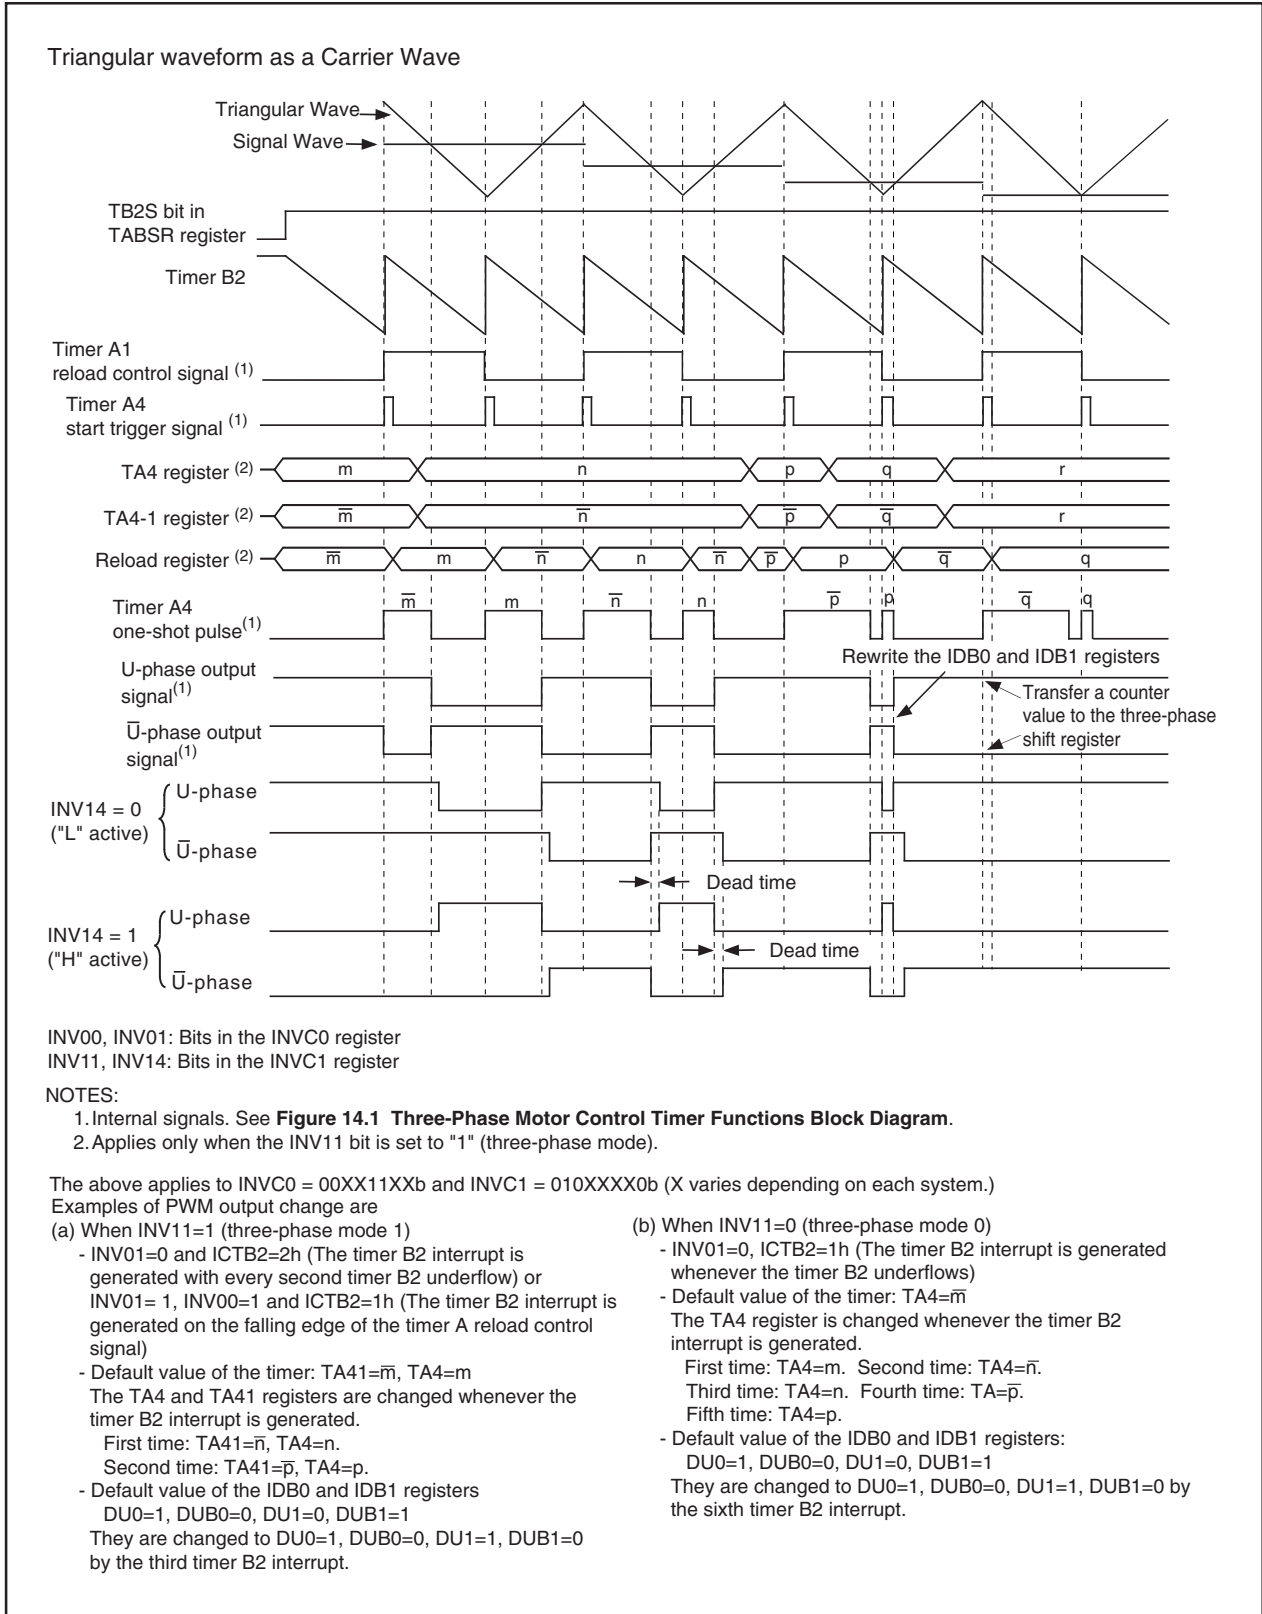 Triangular waveform as a Carrier Wave
Triangular Wave
Signal Wave
TB2S bit in
TABSR register
Timer B2
Timer A1
reload control signal (1)
Timer A4
start trigger signal (1)
TA4 register (2)
m n p q r
TA4-1 register (2)
m̅ n̅ p̅ q̅ r
Reload register (2)
m̅ m n̅ n n̅ p̅ p q̅ q
Timer A4
one-shot pulse(1)
m̅ m n̅ n p̅ p q̅ q
Rewrite the IDB0 and IDB1 registers
U-phase output
signal(1)
Transfer a counter
value to the three-phase
shift register
U̅-phase output
signal(1)
INV14 = 0
("L" active)
U-phase
U̅-phase
Dead time
INV14 = 1
("H" active)
U-phase
Dead time
U̅-phase
INV00, INV01: Bits in the INVC0 register
INV11, INV14: Bits in the INVC1 register
NOTES:
1. Internal signals. See Figure 14.1 Three-Phase Motor Control Timer Functions Block Diagram.
2. Applies only when the INV11 bit is set to "1" (three-phase mode).
The above applies to INVC0 = 00XX11XXb and INVC1 = 010XXXX0b (X varies depending on each system.)
Examples of PWM output change are
(a) When INV11=1 (three-phase mode 1)
- INV01=0 and ICTB2=2h (The timer B2 interrupt is
generated with every second timer B2 underflow) or
INV01= 1, INV00=1 and ICTB2=1h (The timer B2 interrupt is
generated on the falling edge of the timer A reload control
signal)
- Default value of the timer: TA41=m̅, TA4=m
The TA4 and TA41 registers are changed whenever the
timer B2 interrupt is generated.
First time: TA41=n̅, TA4=n.
Second time: TA41=p̅, TA4=p.
- Default value of the IDB0 and IDB1 registers
DU0=1, DUB0=0, DU1=0, DUB1=1
They are changed to DU0=1, DUB0=0, DU1=1, DUB1=0
by the third timer B2 interrupt.
(b) When INV11=0 (three-phase mode 0)
- INV01=0, ICTB2=1h (The timer B2 interrupt is generated
whenever the timer B2 underflows)
- Default value of the timer: TA4=m̅
The TA4 register is changed whenever the timer B2
interrupt is generated.
First time: TA4=m. Second time: TA4=n̅.
Third time: TA4=n. Fourth time: TA=p̅.
Fifth time: TA4=p.
- Default value of the IDB0 and IDB1 registers:
DU0=1, DUB0=0, DU1=0, DUB1=1
They are changed to DU0=1, DUB0=0, DU1=1, DUB1=0 by
the sixth timer B2 interrupt.